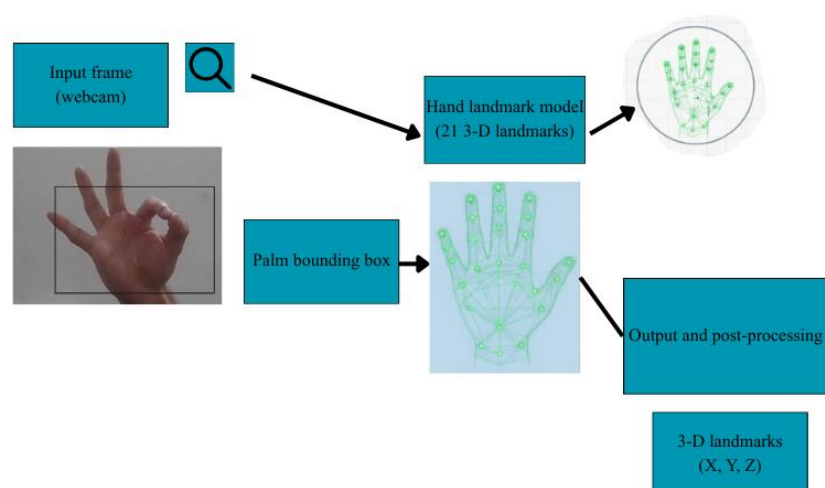 Input frame
(webcam)
Hand landmark model
(21 3-D landmarks)
Palm bounding box
Output and post-processing
3-D landmarks
(X, Y, Z)